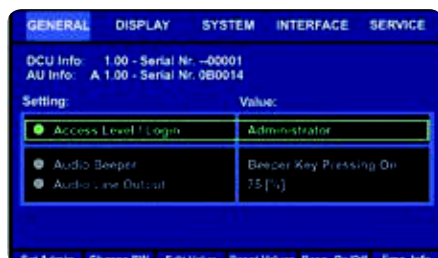 GENERAL DISPLAY SYSTEM INTERFACE SERVICE
DCU Info: 1.00 - Serial Nr. --00001
AU Info: A 1.00 - Serial Nr. 0B0014
Setting: Value:
Access Level / Login Administrator
Audio Beeper Beeper Key Pressing On
Audio Line Output 75 [%]